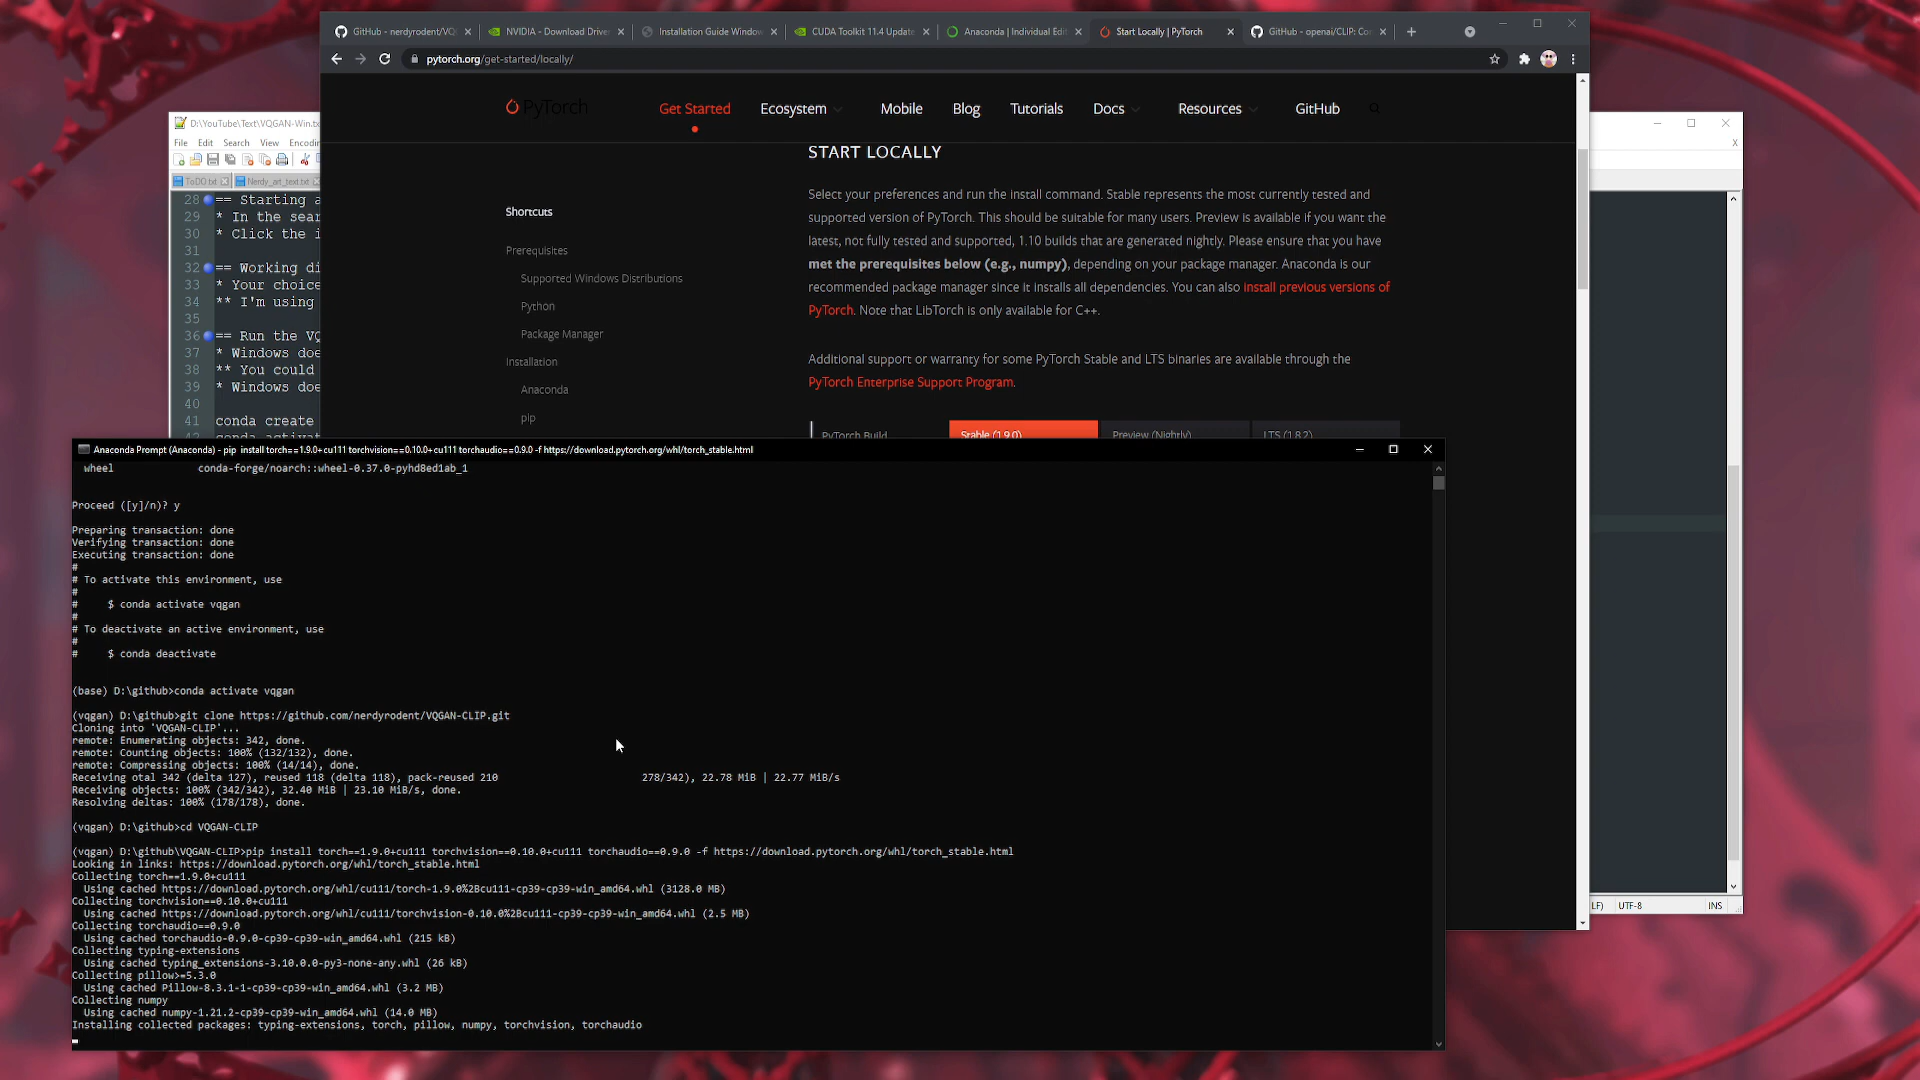 GitHub - nerdyrodent/VQ
NVIDIA - Download Drive
Installation Guide Window
CUDA Toolkit 11.4 Update
Anaconda | Individual Edi
Start Locally | PyTorch
GitHub - openai/CLIP: Co
pytorch.org/get-started/locally/
PyTorch
Get Started
Ecosystem
Mobile
Blog
Tutorials
Docs
Resources
GitHub
START LOCALLY
Select your preferences and run the install command. Stable represents the most currently tested and
supported version of PyTorch. This should be suitable for many users. Preview is available if you want the
latest, not fully tested and supported, 1.10 builds that are generated nightly. Please ensure that you have
met the prerequisites below (e.g., numpy), depending on your package manager. Anaconda is our
recommended package manager since it installs all dependencies. You can also install previous versions of
PyTorch. Note that LibTorch is only available for C++.
Additional support or warranty for some PyTorch Stable and LTS binaries are available through the
PyTorch Enterprise Support Program.
PyTorch Build
Stable (1.9.0)
Preview (Nightly)
LTS (1.8.2)
Shortcuts
Prerequisites
Supported Windows Distributions
Python
Package Manager
Installation
Anaconda
pip
D:\YouTube\Text\VQGAN-Win.tx
File Edit Search View Encodin
ToDO.txt
Nerdy_art_text.txt
28 == Starting a
29 * In the sear
30 * Click the i
31
32 == Working di
33 * Your choice
34 ** I'm using
35
36 == Run the VQ
37 * Windows doe
38 ** You could
39 * Windows doe
40
41 conda create
LF) UTF-8 INS
Anaconda Prompt (Anaconda) - pip install torch==1.9.0+cu111 torchvision==0.10.0+cu111 torchaudio==0.9.0 -f https://download.pytorch.org/whl/torch_stable.html
wheel conda-forge/noarch::wheel-0.37.0-pyhd8ed1ab_1
Proceed ([y]/n)? y
Preparing transaction: done
Verifying transaction: done
Executing transaction: done
#
# To activate this environment, use
#
# $ conda activate vqgan
#
# To deactivate an active environment, use
#
# $ conda deactivate
(base) D:\github>conda activate vqgan
(vqgan) D:\github>git clone https://github.com/nerdyrodent/VQGAN-CLIP.git
Cloning into 'VQGAN-CLIP'...
remote: Enumerating objects: 342, done.
remote: Counting objects: 100% (132/132), done.
remote: Compressing objects: 100% (14/14), done.
Receiving otal 342 (delta 127), reused 118 (delta 118), pack-reused 210 278/342), 22.78 MiB | 22.77 MiB/s
Receiving objects: 100% (342/342), 32.40 MiB | 23.10 MiB/s, done.
Resolving deltas: 100% (178/178), done.
(vqgan) D:\github>cd VQGAN-CLIP
(vqgan) D:\github\VQGAN-CLIP>pip install torch==1.9.0+cu111 torchvision==0.10.0+cu111 torchaudio==0.9.0 -f https://download.pytorch.org/whl/torch_stable.html
Looking in links: https://download.pytorch.org/whl/torch_stable.html
Collecting torch==1.9.0+cu111
Using cached https://download.pytorch.org/whl/cu111/torch-1.9.0%2Bcu111-cp39-cp39-win_amd64.whl (3128.0 MB)
Collecting torchvision==0.10.0+cu111
Using cached https://download.pytorch.org/whl/cu111/torchvision-0.10.0%2Bcu111-cp39-cp39-win_amd64.whl (2.5 MB)
Collecting torchaudio==0.9.0
Using cached torchaudio-0.9.0-cp39-cp39-win_amd64.whl (215 kB)
Collecting typing-extensions
Using cached typing_extensions-3.10.0.0-py3-none-any.whl (26 kB)
Collecting pillow>=5.3.0
Using cached Pillow-8.3.1-1-cp39-cp39-win_amd64.whl (3.2 MB)
Collecting numpy
Using cached numpy-1.21.2-cp39-cp39-win_amd64.whl (14.0 MB)
Installing collected packages: typing-extensions, torch, pillow, numpy, torchvision, torchaudio